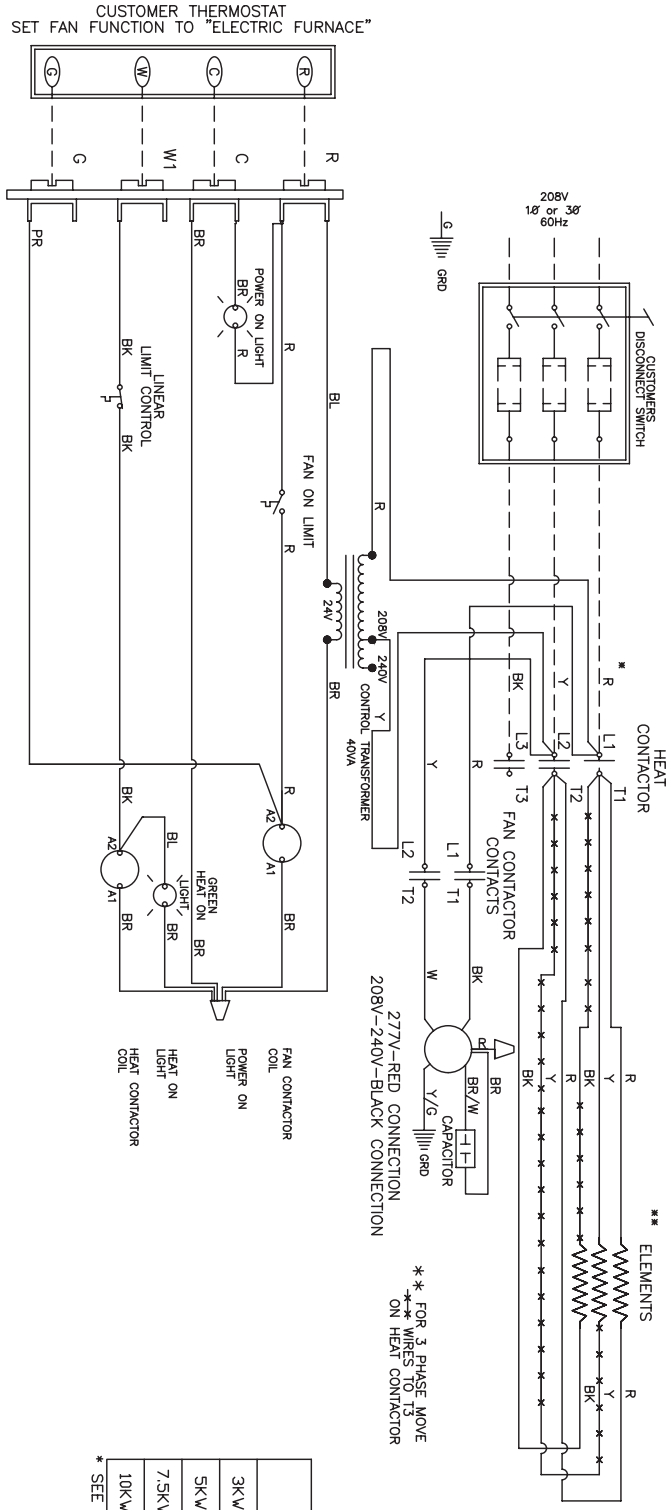 CUSTOMER THERMOSTAT
SET FAN FUNCTION TO "ELECTRIC FURNACE"
G
W
C
R
G
W1
C
R
208V
1Ø or 3Ø
60Hz
G
GRD
CUSTOMERS
DISCONNECT SWITCH
PR
BR
BR
POWER ON LIGHT
R
R
BL
BK
LINEAR
LIMIT CONTROL
BK
FAN ON LIMIT
R
R
24V
208V
240V
Y
CONTROL TRANSFORMER
40VA
BR
*
R
Y
BK
HEAT
CONTACTOR
L1
L2
L3
T1
T2
T3
Y
R
FAN CONTACTOR
CONTACTS
L1
L2
T1
T2
R
A2
A1
BR
BK
A2
A1
BL
BR
BR
GREEN
HEAT ON
LIGHT
BR
W
BK
R
BR
BR/W
Y/G
GRD
CAPACITOR
277V-RED CONNECTION
208V-240V-BLACK CONNECTION
FAN CONTACTOR
COIL
POWER ON
LIGHT
HEAT ON
LIGHT
HEAT CONTACTOR
COIL
R
Y
BK
R
Y
BK
** ELEMENTS
R
Y
BK
** FOR 3 PHASE MOVE
WIRES TO T3
ON HEAT CONTACTOR
3KW
5KW
7.5KW
10KW
* SEE